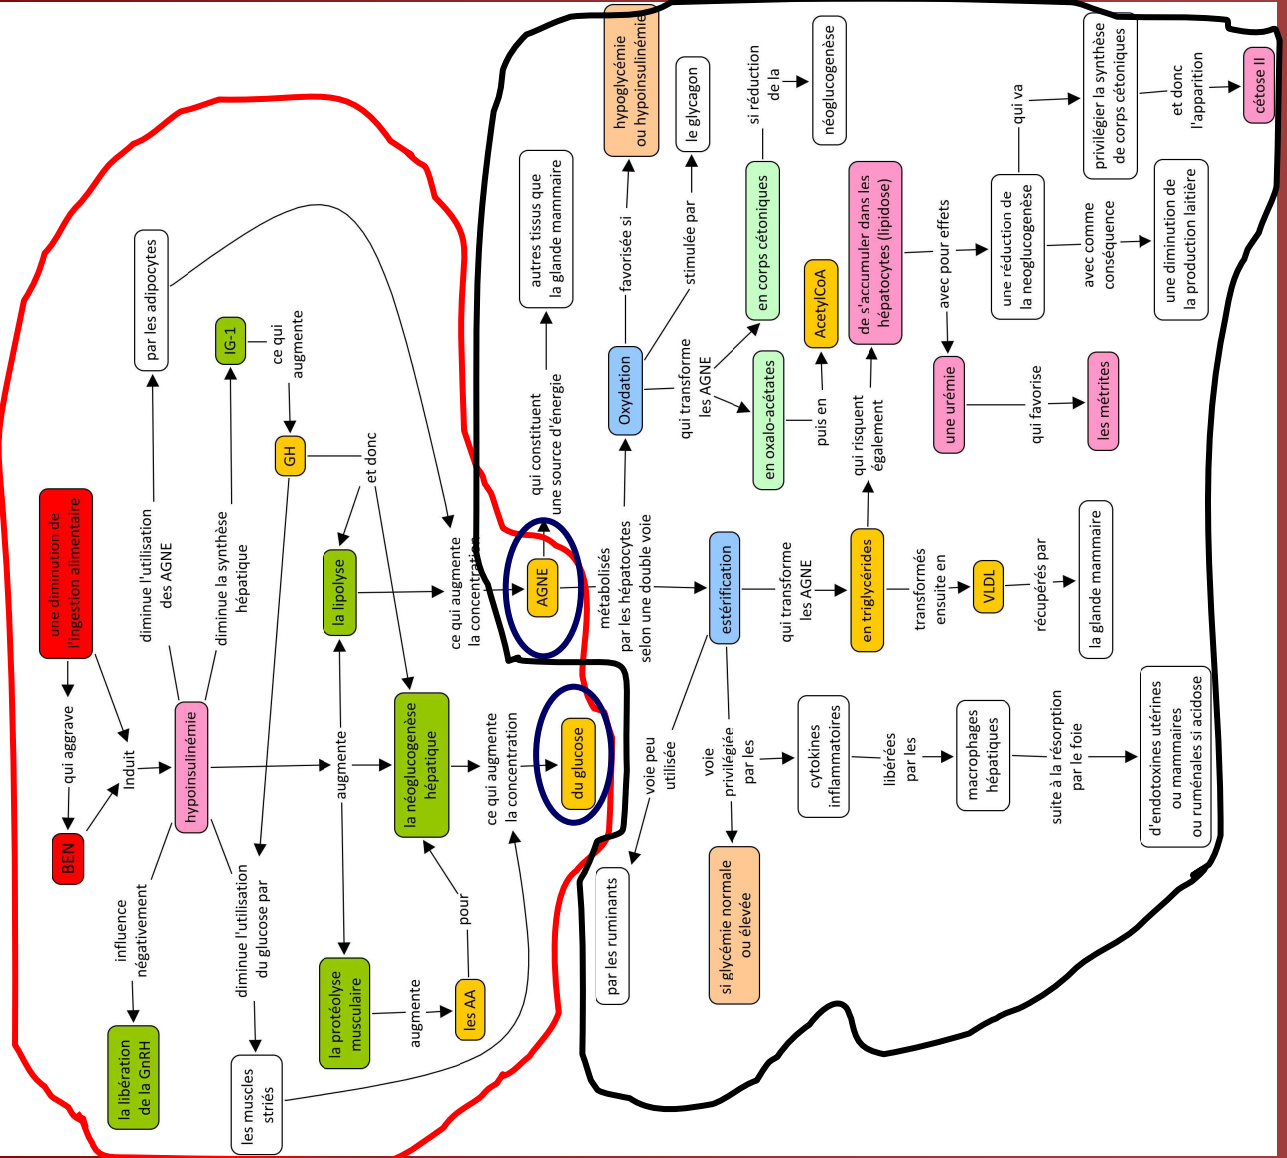 une diminution de
l'ingestion alimentaire
qui aggrave
BEN
Induit
hypoinsulinémie
influence
négativement
la libération
de la GnRH
diminue l'utilisation
des AGNE
par les adipocytes
diminue la synthèse
hépatique
IG-1
ce qui
augmente
GH
et donc
diminue l'utilisation
du glucose par
les muscles
striés
augmente
la lipolyse
la protéolyse
musculaire
augmente
les AA
pour
la néoglucogenèse
hépatique
ce qui augmente
la concentration
du glucose
ce qui augmente
la concentration
AGNE
qui constituent
une source d'énergie
autres tissus que
la glande mammaire
métabolisés
par les hépatocytes
selon une double voie
Oxydation
favorisée si
hypoglycémie
ou hypoinsulinémie
stimulée par
le glycagon
qui transforme
les AGNE
en corps cétoniques
si réduction
de la
néoglucogenèse
en oxalo-acétates
puis en
AcetylCoA
estérification
voie peu
utilisée
par les ruminants
voie
privilégiée
par les
si glycémie normale
ou élevée
cytokines
inflammatoires
libérées
par les
macrophages
hépatiques
suite à la résorption
par le foie
d'endotoxines utérines
ou mammaires
ou ruménales si acidose
qui transforme
les AGNE
en triglycérides
transformés
ensuite en
VLDL
récupérés par
la glande mammaire
qui risquent
également
de s'accumuler dans les
hépatocytes (lipidose)
avec pour effets
une urémie
qui favorise
les métrites
une réduction de
la neoglucogenèse
avec comme
conséquence
une diminution de
la production laitière
qui va
privilégier la synthèse
de corps cétoniques
et donc
l'apparition
cétose II